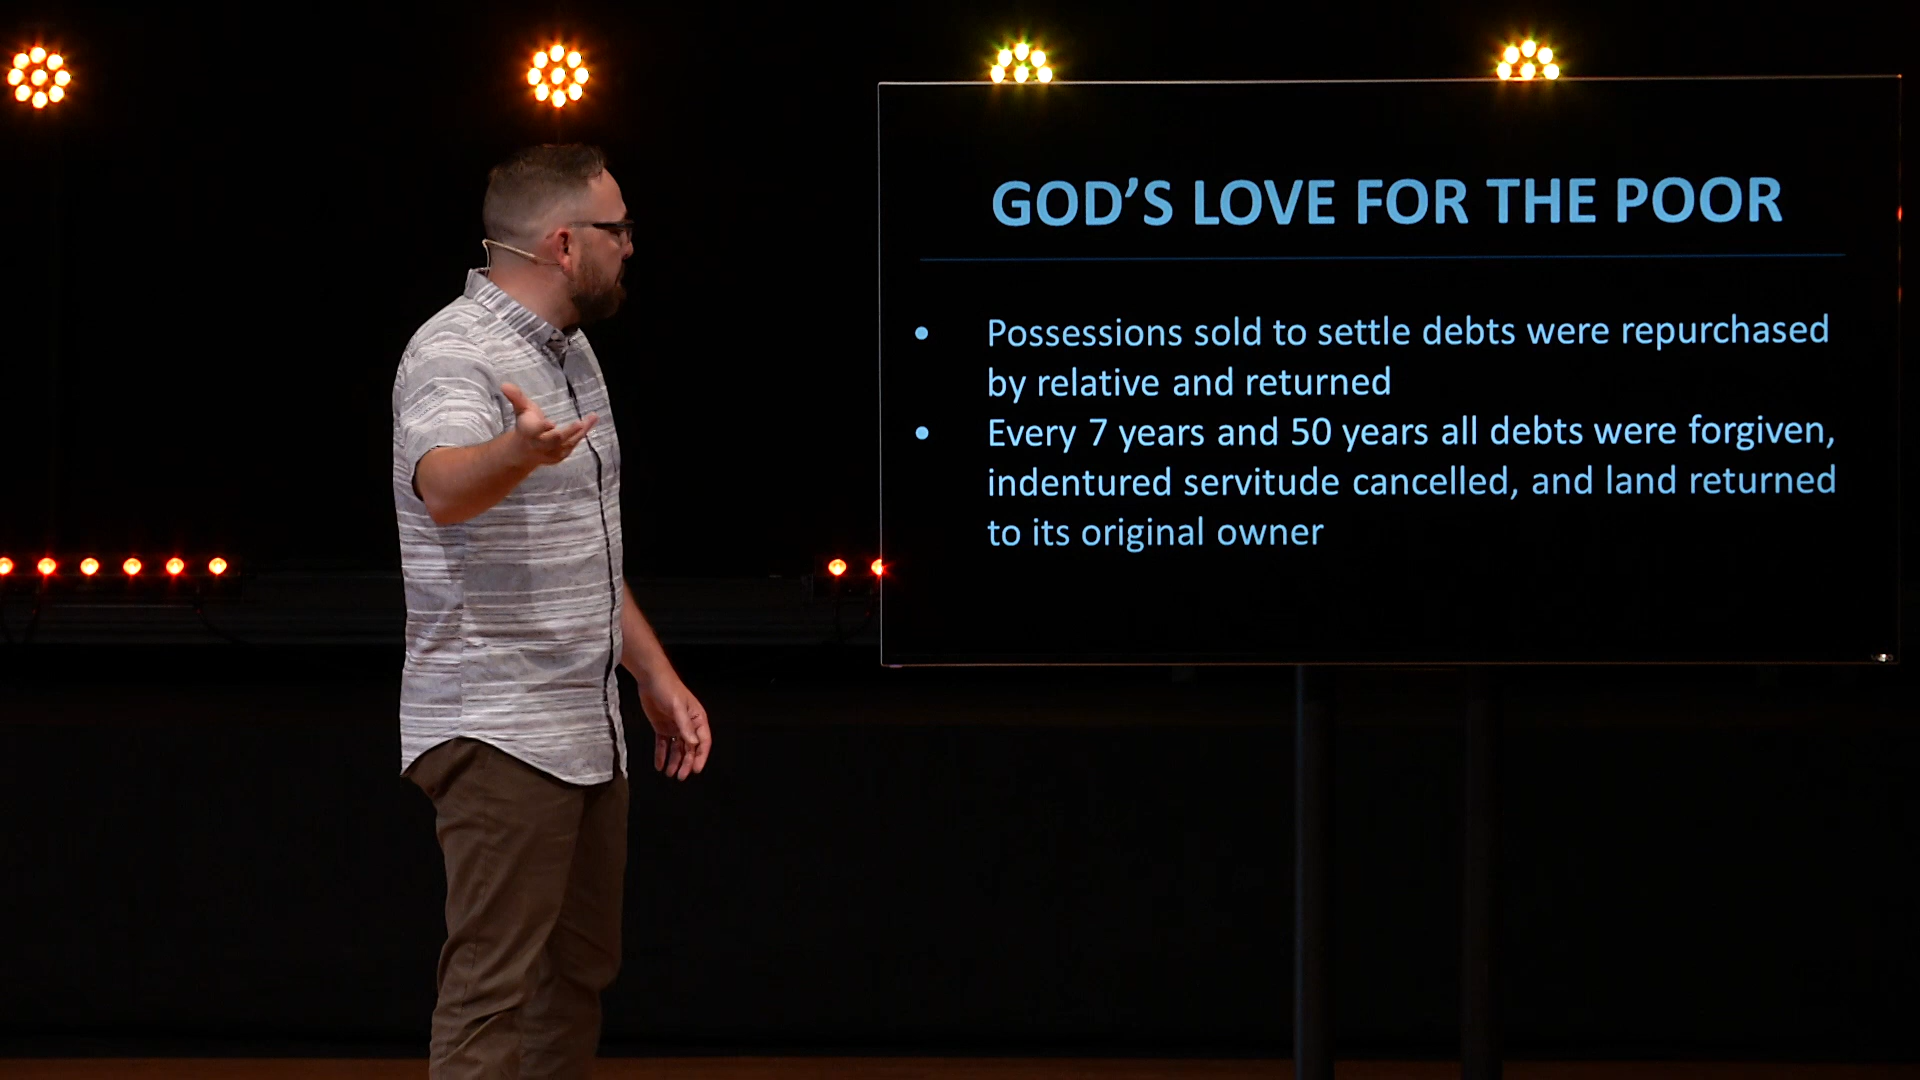 GOD’S LOVE FOR THE POOR
• Possessions sold to settle debts were repurchased
by relative and returned
• Every 7 years and 50 years all debts were forgiven,
indentured servitude cancelled, and land returned
to its original owner